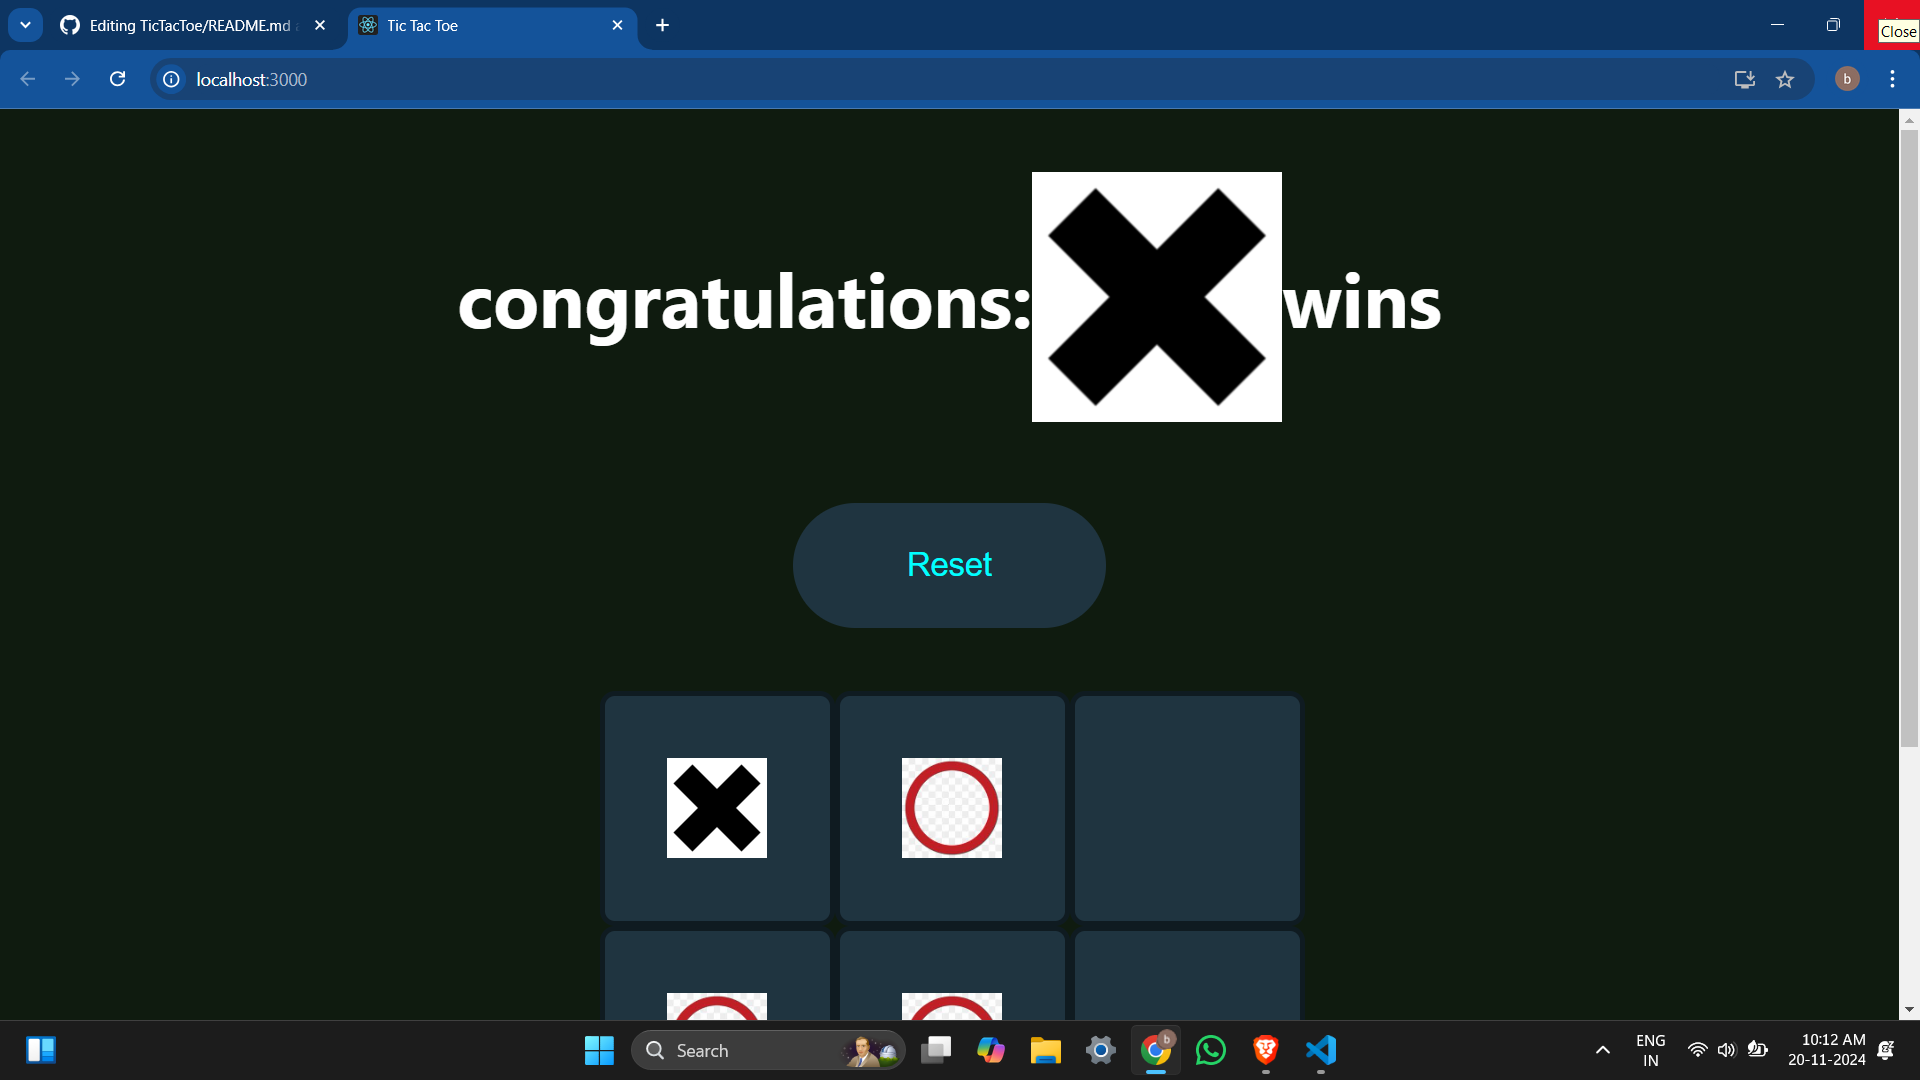 Editing TicTacToe/README.md a
Tic Tac Toe
Close
localhost:3000
b
congratulations: wins
Reset
Search
b
ENG
IN
10:12 AM
20-11-2024